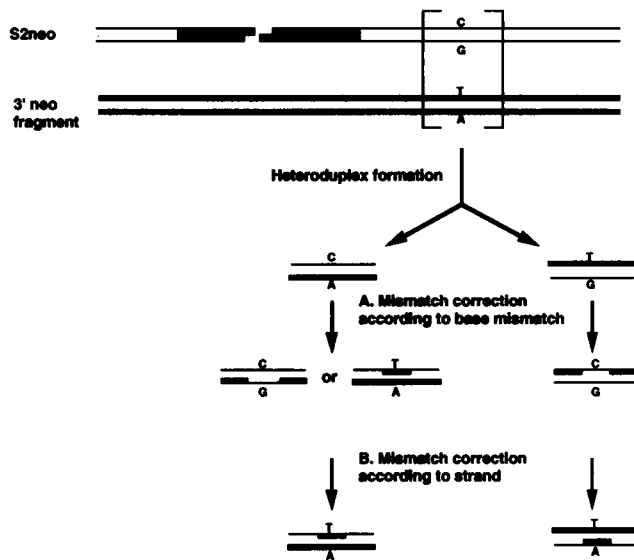 C
S2neo
G
T
3' neo
fragment
A
Heteroduplex formation
C
T
A
G
A. Mismatch correction
according to base mismatch
C
or
T
C
G
A
G
B. Mismatch correction
according to strand
T
T
A
A